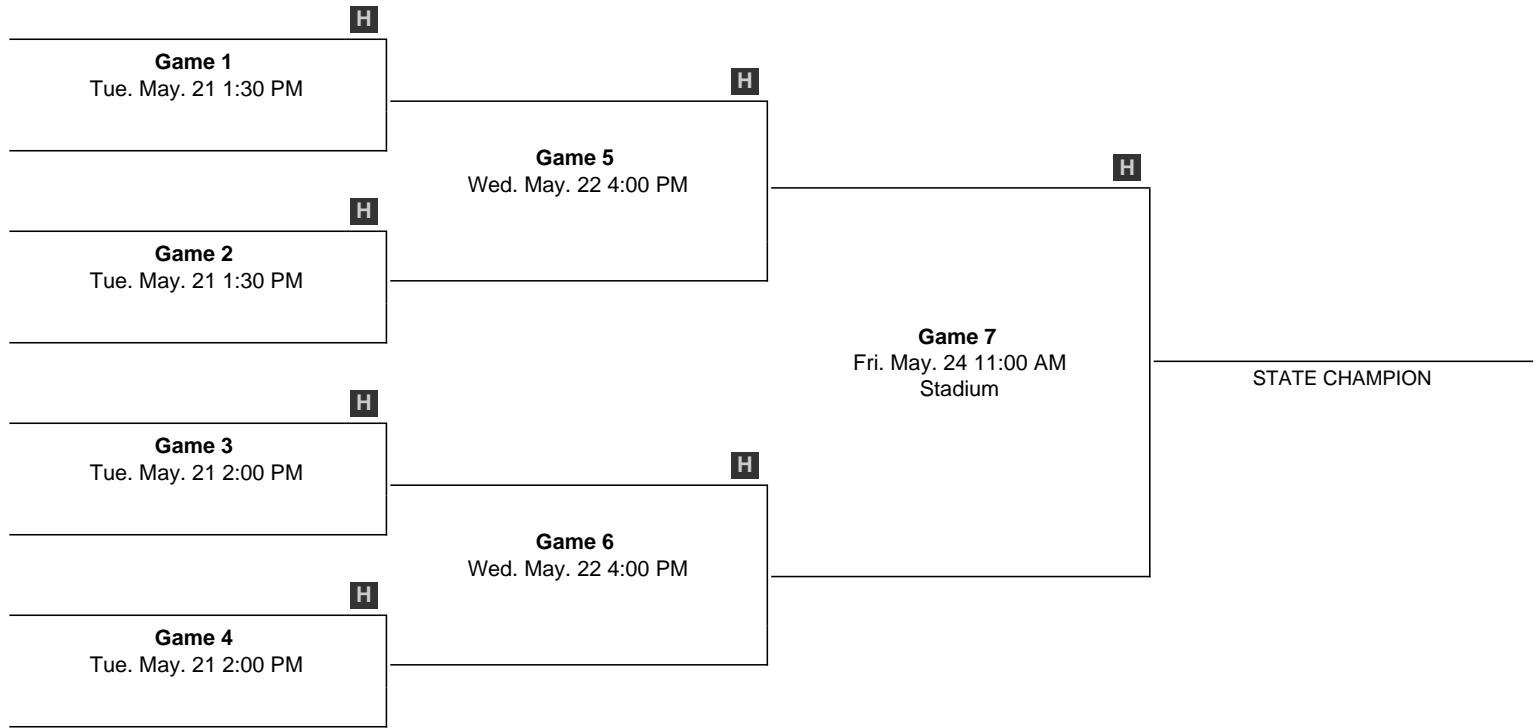 H
Game 1
Tue. May. 21 1:30 PM
H
Game 5
Wed. May. 22 4:00 PM
H
H
Game 2
Tue. May. 21 1:30 PM
Game 7
Fri. May. 24 11:00 AM
Stadium
STATE CHAMPION
H
Game 3
Tue. May. 21 2:00 PM
H
Game 6
Wed. May. 22 4:00 PM
H
Game 4
Tue. May. 21 2:00 PM